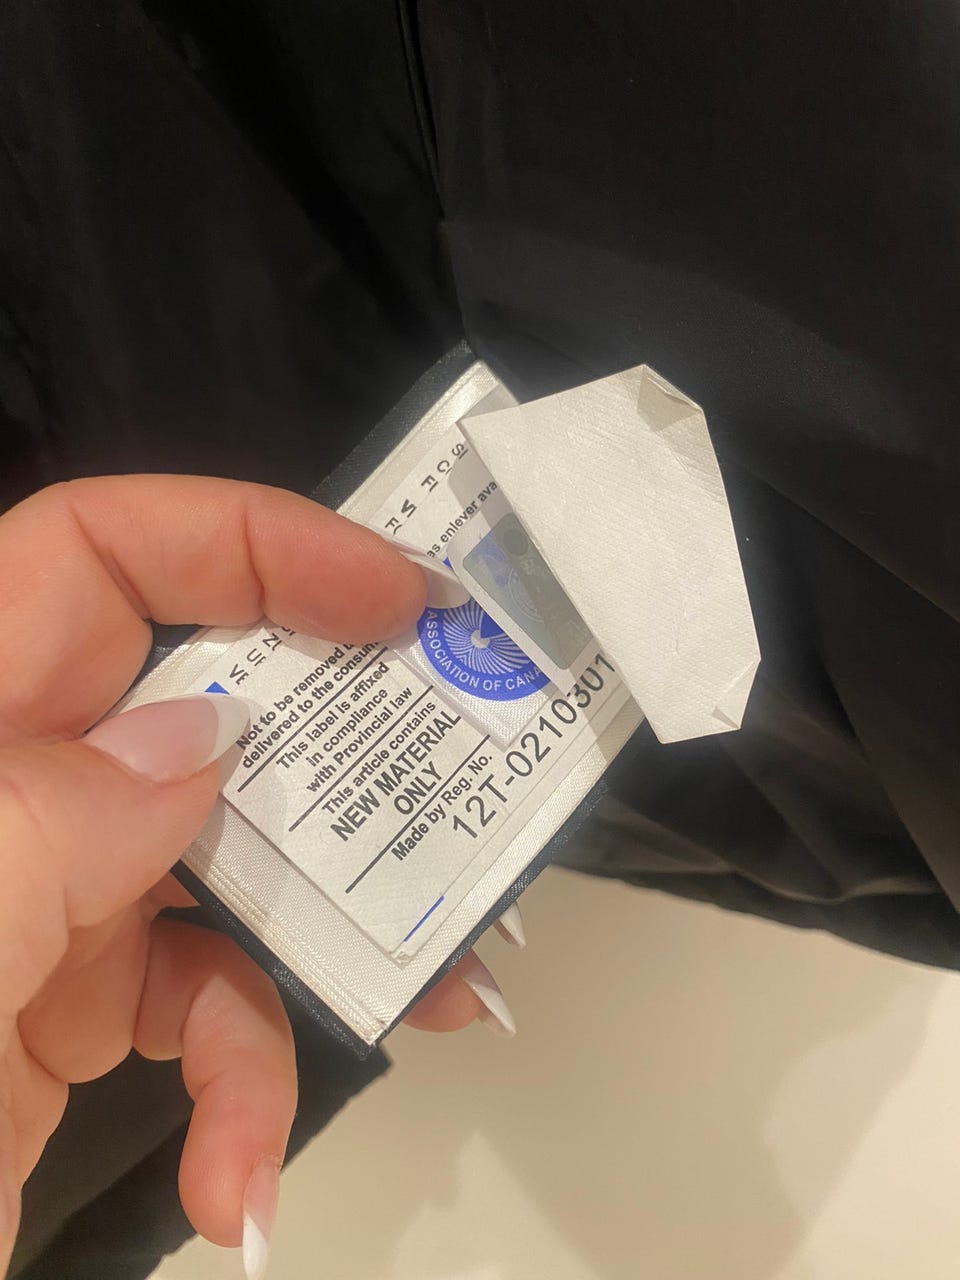 as enlever ava
Not to be removed
delivered to the consum
This label is affixed
in compliance
with Provincial law
This article contains
NEW MATERIAL
ONLY
Made by Reg. No.
12T-0210301
ASSOCIATION OF CANA